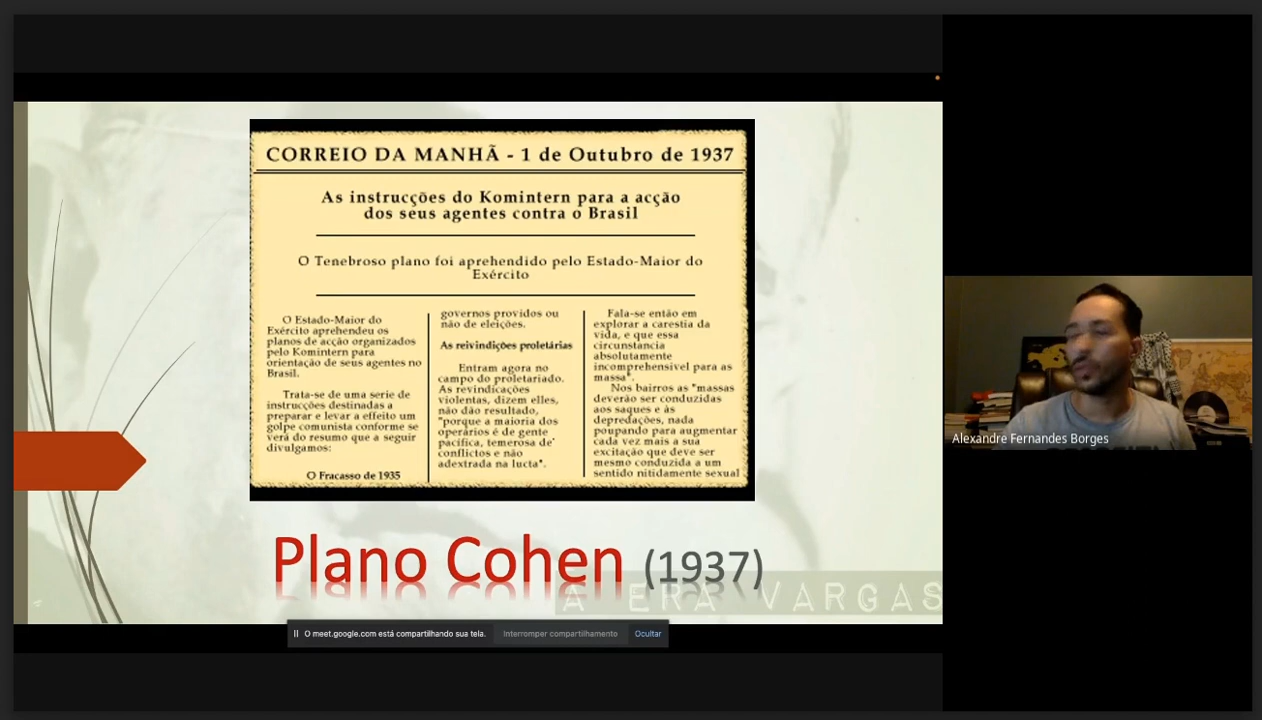 CORREIO DA MANHÃ - 1 de Outubro de 1937
As instrucções do Komintern para a acção
dos seus agentes contra o Brasil
O Tenebroso plano foi aprehendido pelo Estado-Maior do
Exército
O Estado-Maior do
Exército aprehendeu os
planos de acção organizados
pelo Komintern para
orientação de seus agentes no
Brasil.
Trata-se de uma serie de
instrucções destinadas a
preparar e levar a effeito um
golpe comunista conforme se
verá do resumo que a seguir
divulgamos:
O Fracasso de 1935
governos providos ou
não de eleições.
As reivindições proletárias
Entram agora no
campo do proletariado.
As revindicações
violentas, dizem elles,
não dão resultado,
"porque a maioria dos
operários é de gente
pacífica, temerosa de'
conflictos e não
adextrada na lucta".
Fala-se então em
explorar a carestia da
vida, e que essa
circunstancia
absolutamente
incomprehensivel para as
massa".
Nos bairros as "massas
deverão ser conduzidas
aos saques e às
depredações, nada
poupando para augmentar
cada vez mais a sua
excitação que deve ser
mesmo conduzida a um
sentido nitidamente sexual
Plano Cohen (1937)
A ERA VARGAS
O meet.google.com está compartilhando sua tela. Interromper compartilhamento Ocultar
Alexandre Fernandes Borges